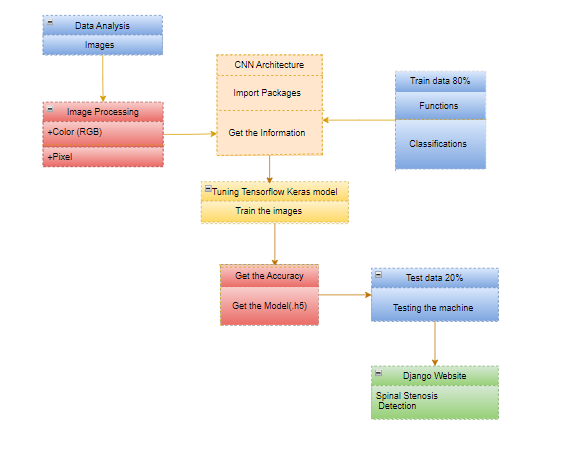 Data Analysis
Images
Image Processing
+Color (RGB)
+Pixel
CNN Architecture
Import Packages
Get the Information
Train data 80%
Functions
Classifications
Tuning Tensorflow Keras model
Train the images
Get the Accuracy
Get the Model(.h5)
Test data 20%
Testing the machine
Django Website
Spinal Stenosis
Detection